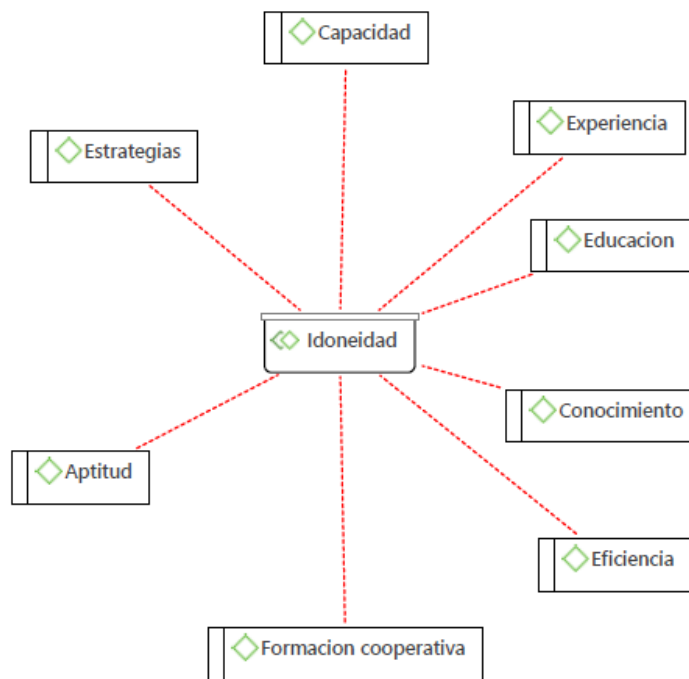 Capacidad
Experiencia
Estrategias
Educacion
Idoneidad
Conocimiento
Aptitud
Eficiencia
Formacion cooperativa